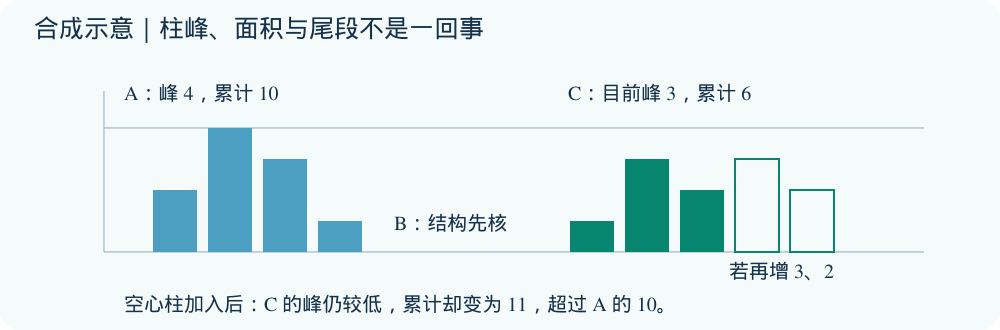 合成示意｜柱峰、面积与尾段不是一回事
A：峰 4，累计 10
C：目前峰 3，累计 6
B：结构先核
若再增 3、2
空心柱加入后：C 的峰仍较低，累计却变为 11，超过 A 的 10。